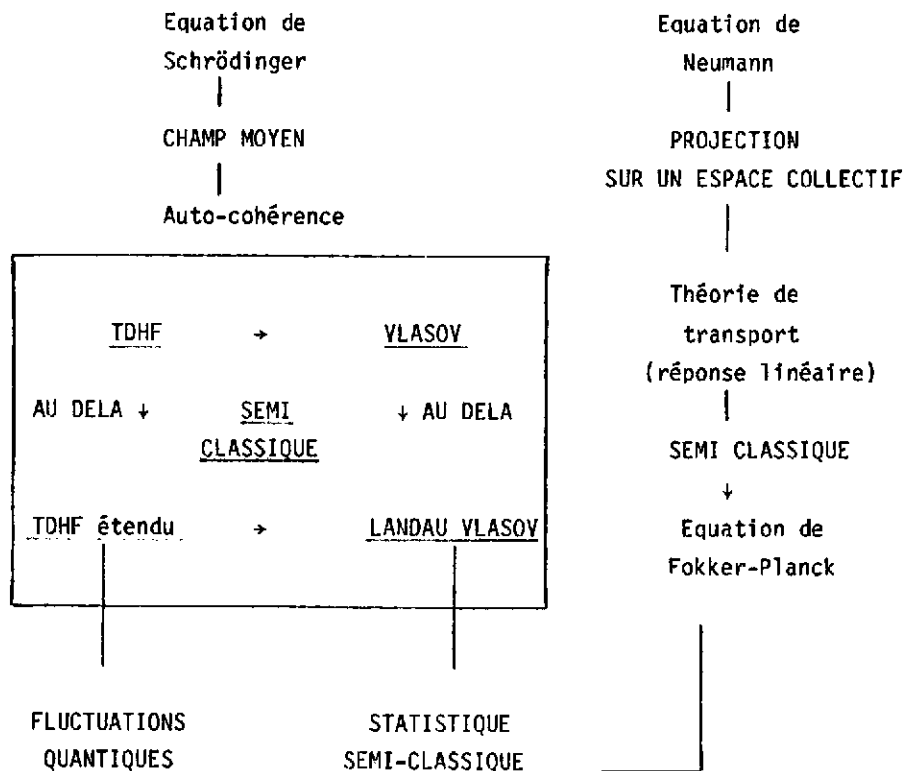 Equation de
Schrödinger
CHAMP MOYEN
Auto-cohérence
TDHF → VLASOV
AU DELA ↓ SEMI ↓ AU DELA
CLASSIQUE
TDHF étendu → LANDAU VLASOV
FLUCTUATIONS STATISTIQUE
QUANTIQUES SEMI-CLASSIQUE
Equation de
Neumann
PROJECTION
SUR UN ESPACE COLLECTIF
Théorie de
transport
(réponse linéaire)
SEMI CLASSIQUE
↓
Equation de
Fokker-Planck